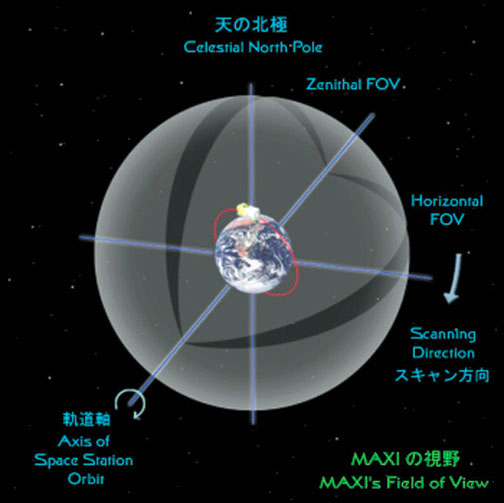 天の北極
Celestial North Pole
Zenithal FOV
Horizontal
FOV
Scanning
Direction
スキャン方向
軌道軸
Axis of
Space Station
Orbit
MAXI の視野
MAXI's Field of View